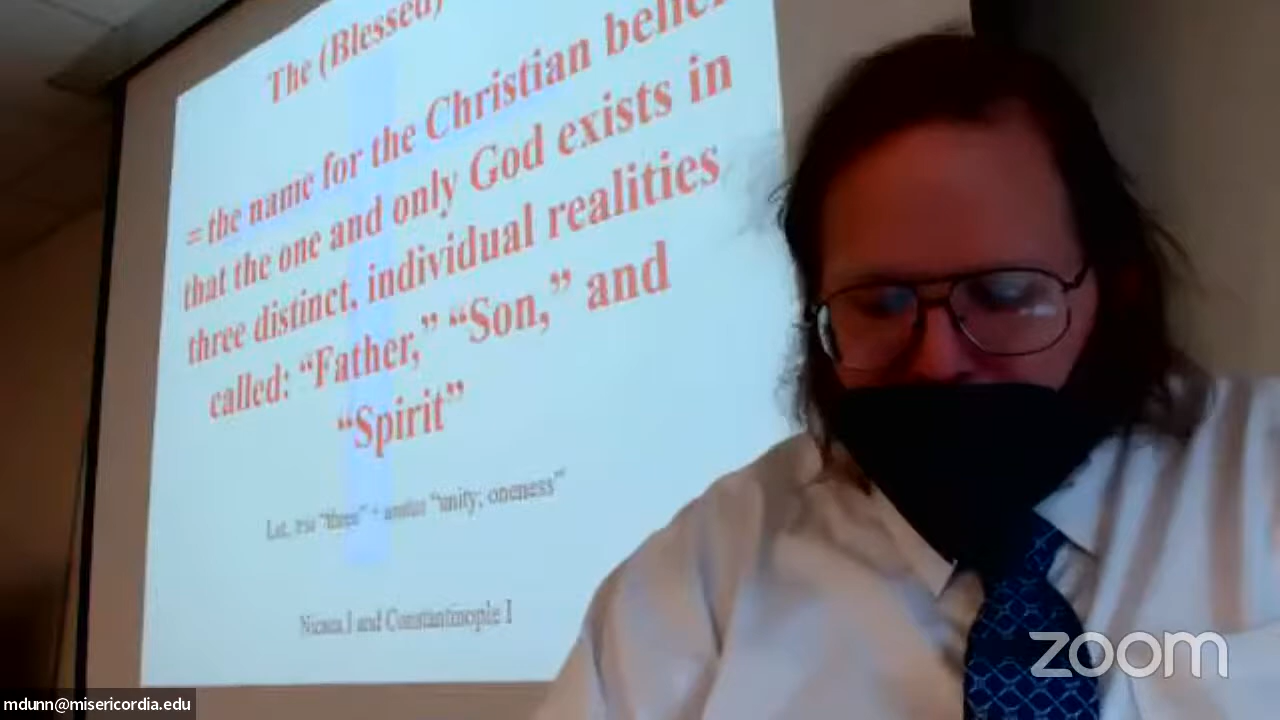 The (Blessed)
= the name for the Christian belief
that the one and only God exists in
three distinct, individual realities
called: “Father,” “Son,” and
“Spirit”
Lat. tria “three” + unitas “unity; oneness”
Nicaea I and Constantinople I
zoom
mdunn@misericordia.edu